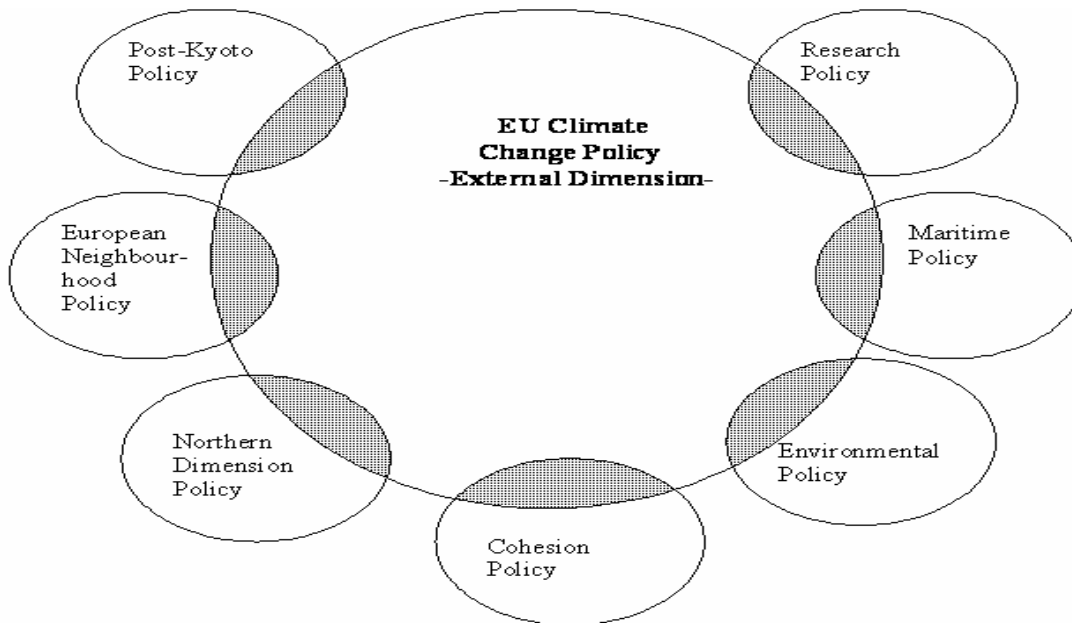 Post-Kyoto
Policy
Research
Policy
EU Climate
Change Policy
-External Dimension-
European
Neighbour-
hood
Policy
Maritime
Policy
Northern
Dimension
Policy
Environmental
Policy
Cohesion
Policy